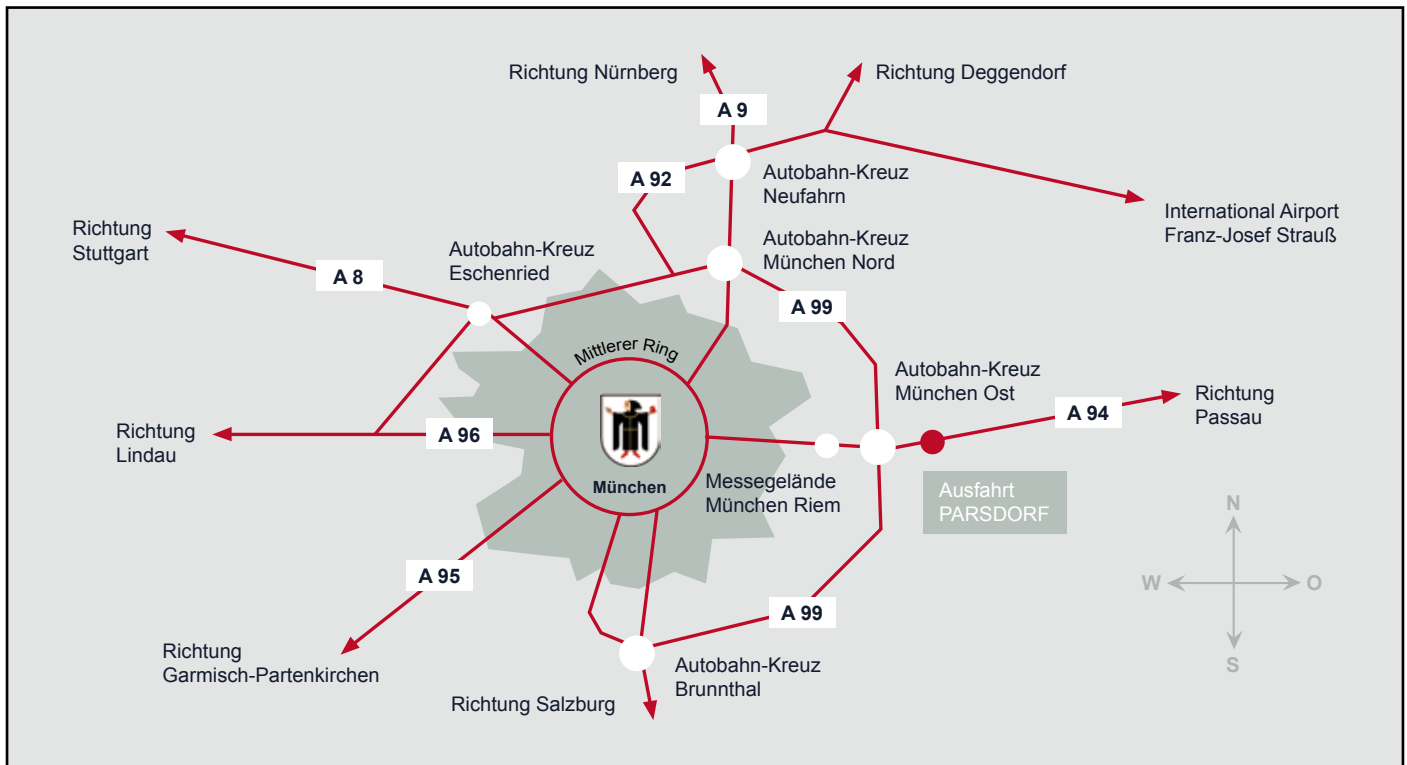 Richtung Nürnberg
Richtung Deggendorf
A 9
Autobahn-Kreuz
Neufahrn
A 92
International Airport
Franz-Josef Strauß
Richtung
Stuttgart
Autobahn-Kreuz
Eschenried
Autobahn-Kreuz
München Nord
A 8
A 99
Mittlerer Ring
Autobahn-Kreuz
München Ost
Richtung
Passau
A 94
Richtung
Lindau
A 96
München
Messegelände
München Riem
Ausfahrt
PARSDORF
N
W
O
S
A 95
A 99
Richtung
Garmisch-Partenkirchen
Autobahn-Kreuz
Brunnthal
Richtung Salzburg